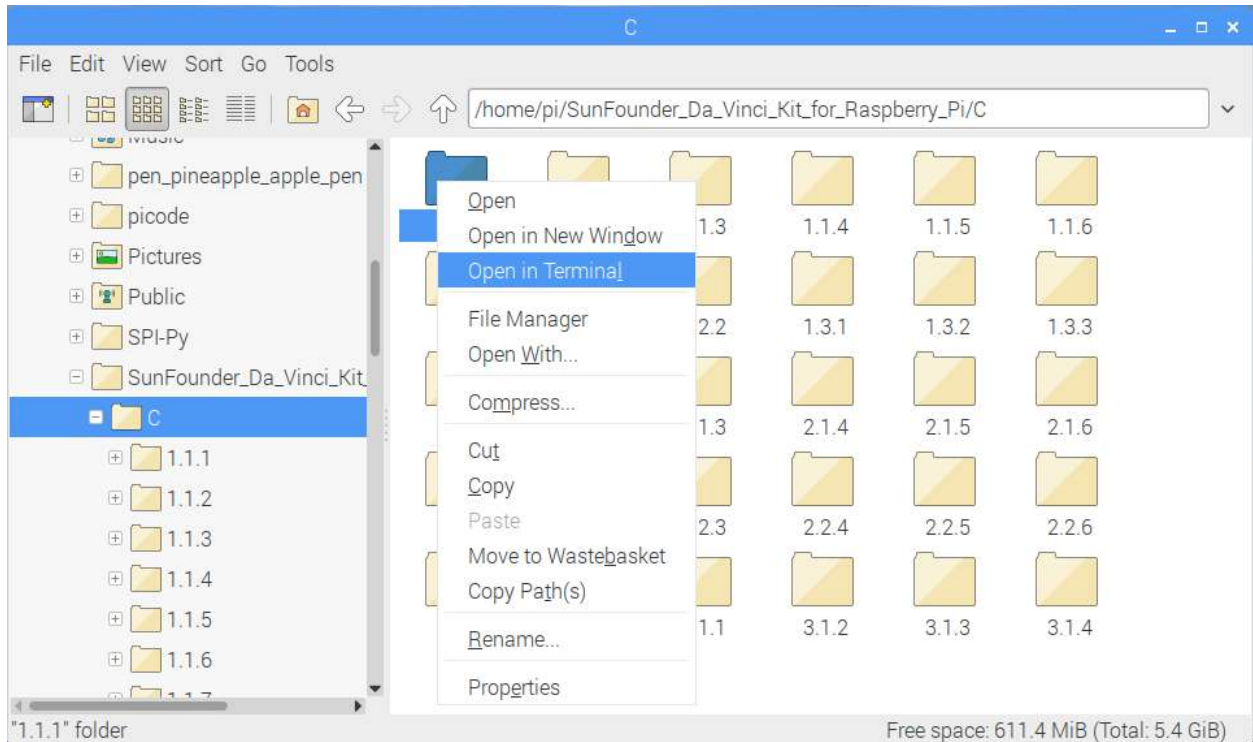 C
File Edit View Sort Go Tools
/home/pi/SunFounder_Da_Vinci_Kit_for_Raspberry_Pi/C
pen_pineapple_apple_pen
picode
Pictures
Public
SPI-Py
SunFounder_Da_Vinci_Kit_
C
1.1.1
1.1.2
1.1.3
1.1.4
1.1.5
1.1.6
Open
Open in New Window
Open in Terminal
File Manager
Open With...
Compress...
Cut
Copy
Paste
Move to Wastebasket
Copy Path(s)
Rename...
Properties
1.3 1.1.4 1.1.5 1.1.6
2.2 1.3.1 1.3.2 1.3.3
1.3 2.1.4 2.1.5 2.1.6
2.3 2.2.4 2.2.5 2.2.6
1.1 3.1.2 3.1.3 3.1.4
"1.1.1" folder
Free space: 611.4 MiB (Total: 5.4 GiB)